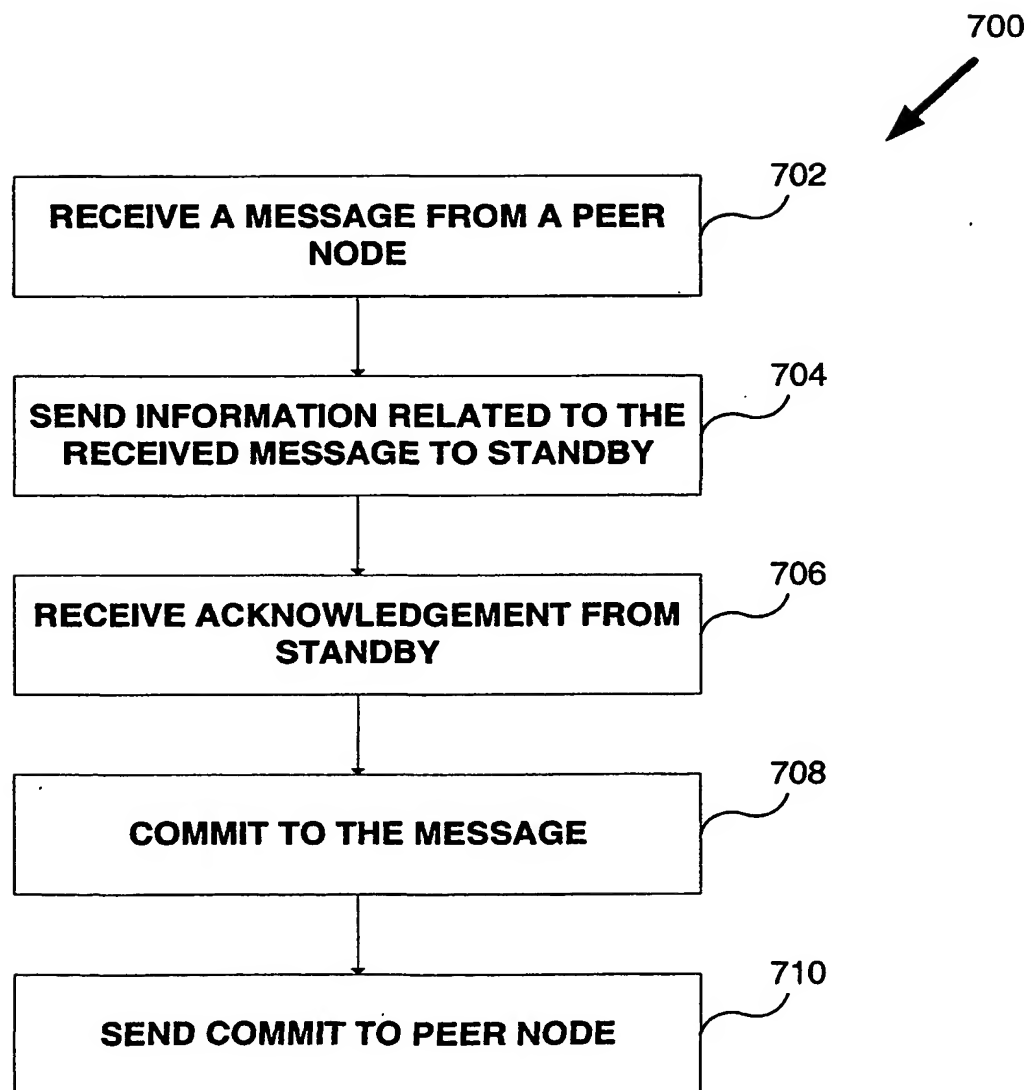 700
702
RECEIVE A MESSAGE FROM A PEER
NODE
704
SEND INFORMATION RELATED TO THE
RECEIVED MESSAGE TO STANDBY
706
RECEIVE ACKNOWLEDGEMENT FROM
STANDBY
708
COMMIT TO THE MESSAGE
710
SEND COMMIT TO PEER NODE